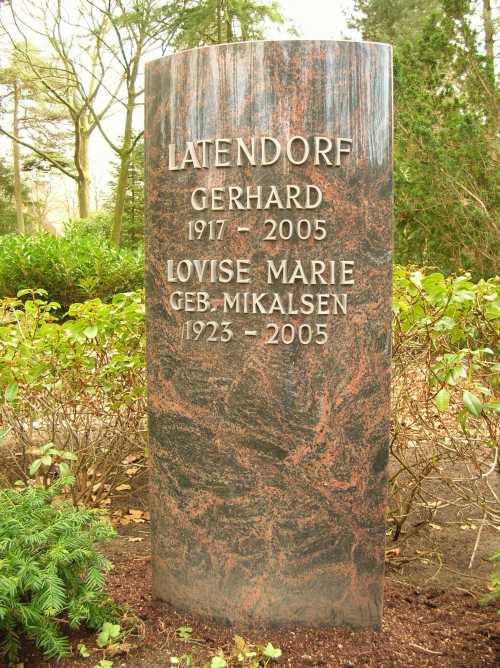 LATENDORF
GERHARD
1917 - 2005
LOVISE MARIE
GEB. MIKALSEN
1923 - 2005